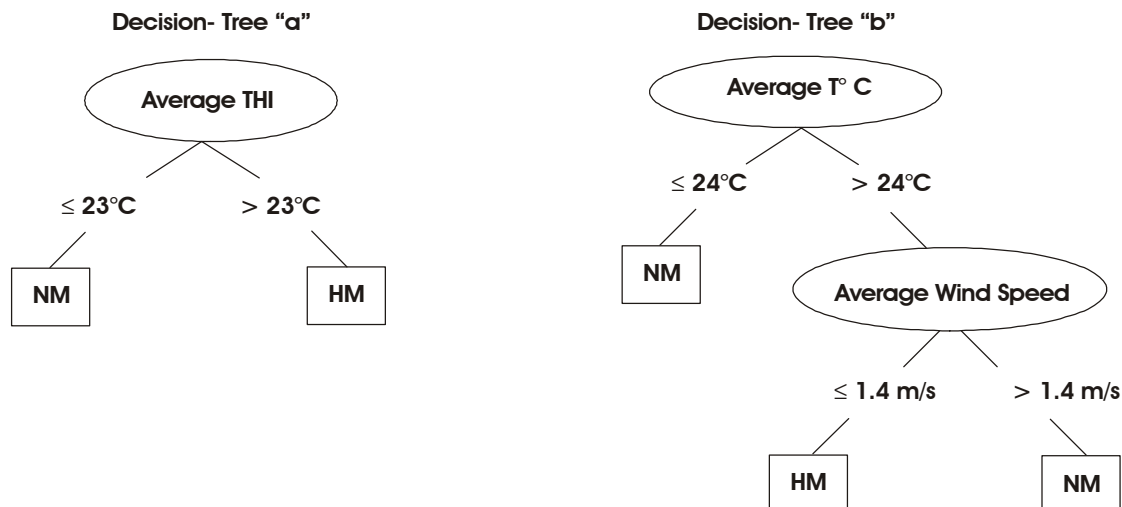 Decision- Tree “a”
Average THI
≤ 23°C
> 23°C
NM
HM
Decision- Tree “b”
Average T° C
≤ 24°C
> 24°C
NM
Average Wind Speed
≤ 1.4 m/s
> 1.4 m/s
HM
NM